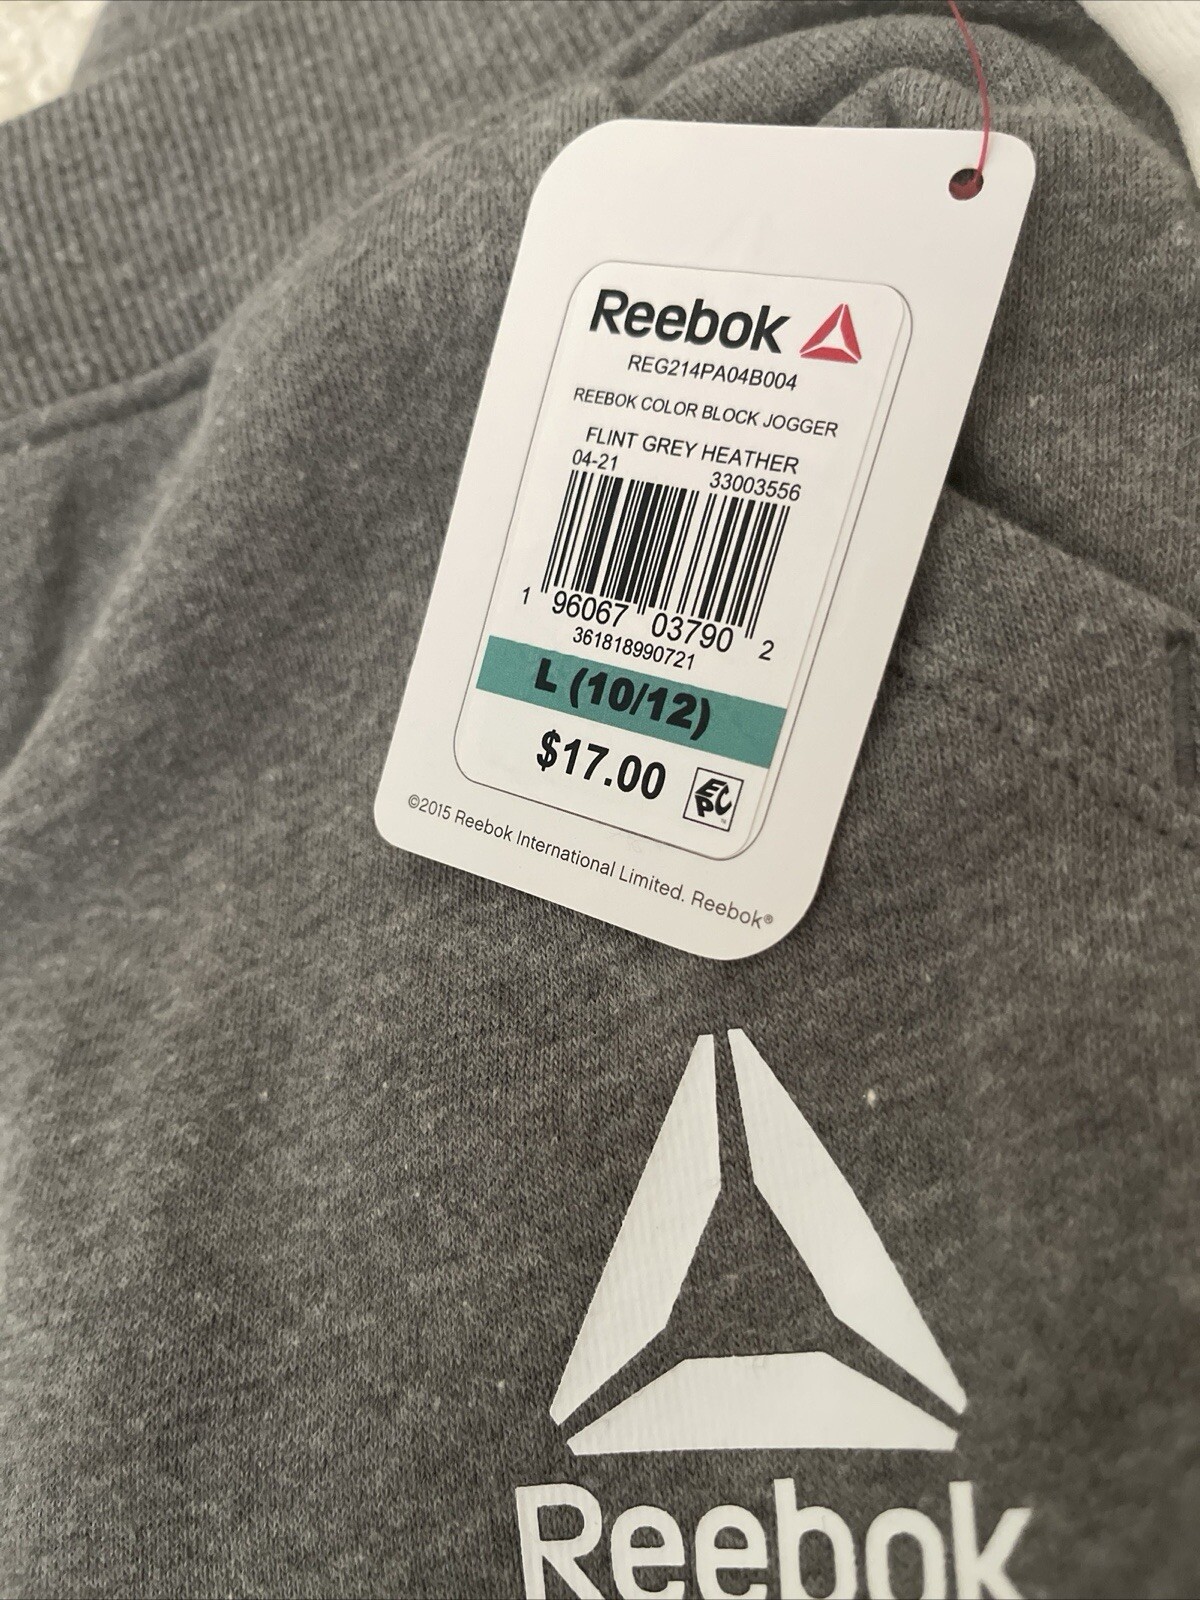 Reebok
REG214PA04B004
REEBOK COLOR BLOCK JOGGER
FLINT GREY HEATHER
04-21 33003556
1 96067 03790 2
361818990721
L (10/12)
$17.00
EPC
©2015 Reebok International Limited. Reebok®
Reebok